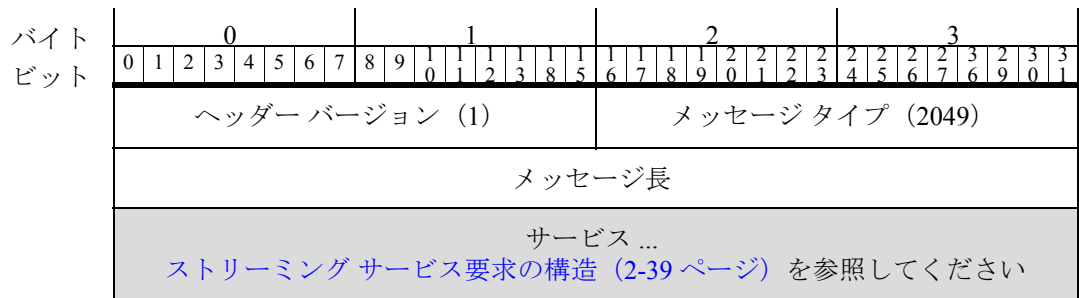 バイト 0 1 2 3
ビット 0 1 2 3 4 5 6 7 8 9 10 11 12 13 18 15 16 17 18 19 20 21 22 23 24 25 26 27 36 29 30 31
ヘッダー バージョン（1） メッセージ タイプ（2049）
メッセージ長
サービス ...
ストリーミング サービス要求の構造（2-39 ページ）を参照してください